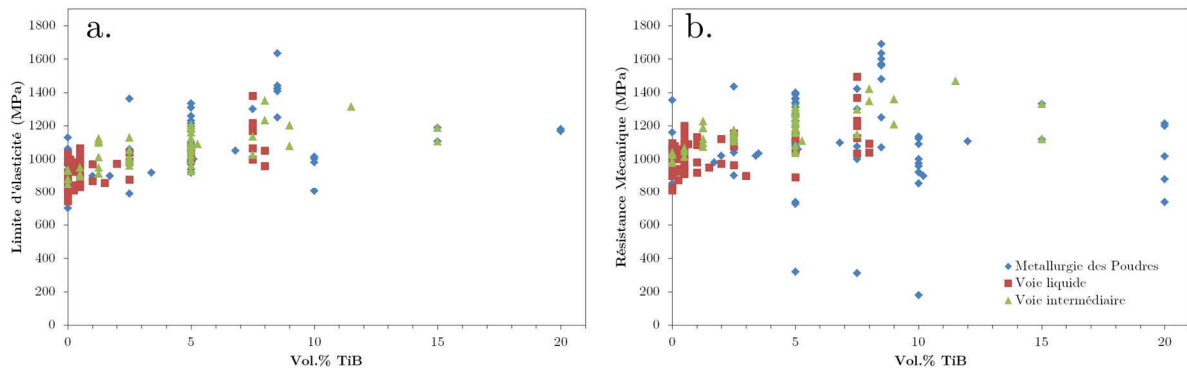 a.
Limite d'élasticité (MPa)
1800
1600
1400
1200
1000
800
600
400
200
0
0 5 10 15 20
Vol.% TiB
b.
Résistance Mécanique (MPa)
1800
1600
1400
1200
1000
800
600
400
200
0
Metallurgie des Poudres
Voie liquide
Voie intermédiaire
0 5 10 15 20
Vol.% TiB